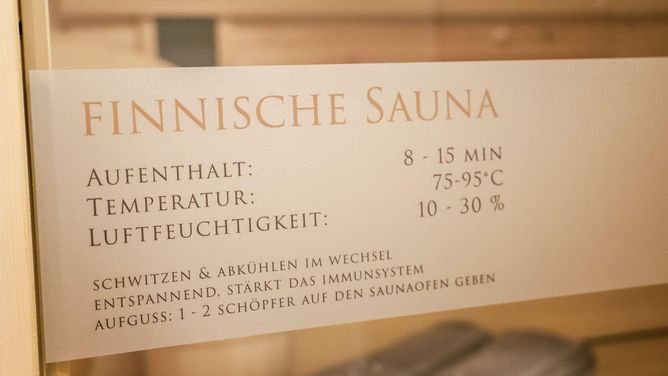 FINNISCHE SAUNA
AUFENTHALT: 8 - 15 MIN
TEMPERATUR: 75-95°C
LUFTFEUCHTIGKEIT: 10 - 30 %
SCHWITZEN & ABKÜHLEN IM WECHSEL
ENTSPANNEND, STÄRKT DAS IMMUNSYSTEM
AUFGUSS: 1 - 2 SCHÖPFER AUF DEN SAUNAOFEN GEBEN